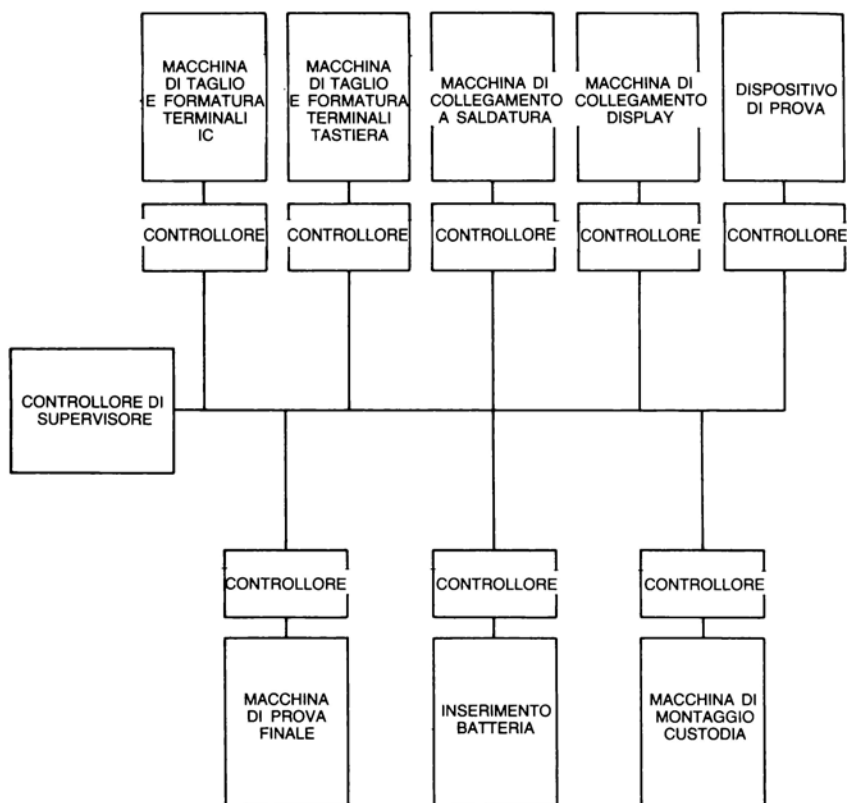 MACCHINA
DI TAGLIO
E FORMATURA
TERMINALI
IC
MACCHINA
DI TAGLIO
E FORMATURA
TERMINALI
TASTIERA
MACCHINA DI
COLLEGAMENTO
A SALDATURA
MACCHINA DI
COLLEGAMENTO
DISPLAY
DISPOSITIVO
DI PROVA
CONTROLLORE
CONTROLLORE
CONTROLLORE
CONTROLLORE
CONTROLLORE
CONTROLLORE DI
SUPERVISORE
CONTROLLORE
CONTROLLORE
CONTROLLORE
MACCHINA
DI PROVA
FINALE
INSERIMENTO
BATTERIA
MACCHINA DI
MONTAGGIO
CUSTODIA